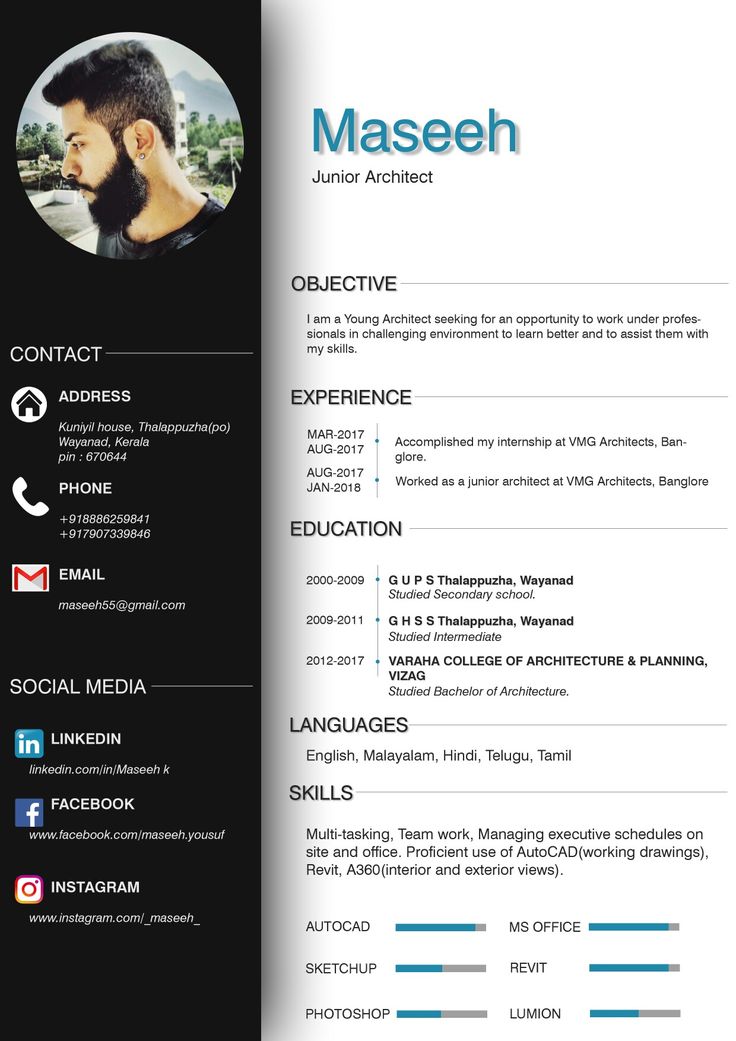 Maseeh
Junior Architect
CONTACT
ADDRESS
Kuniyil house, Thalappuzha(po)
Wayanad, Kerala
pin : 670644
PHONE
+918886259841
+917907339846
EMAIL
maseeh55@gmail.com
SOCIAL MEDIA
in
LINKEDIN
linkedin.com/in/Maseeh k
f
FACEBOOK
www.facebook.com/maseeh.yousuf
INSTAGRAM
www.instagram.com/_maseeh_
OBJECTIVE
I am a Young Architect seeking for an opportunity to work under profes-
sionals in challenging environment to learn better and to assist them with
my skills.
EXPERIENCE
MAR-2017
AUG-2017
Accomplished my internship at VMG Architects, Ban-
glore.
AUG-2017
JAN-2018
Worked as a junior architect at VMG Architects, Banglore
EDUCATION
2000-2009
G U P S Thalappuzha, Wayanad
Studied Secondary school.
2009-2011
G H S S Thalappuzha, Wayanad
Studied Intermediate
2012-2017
VARAHA COLLEGE OF ARCHITECTURE & PLANNING,
VIZAG
Studied Bachelor of Architecture.
LANGUAGES
English, Malayalam, Hindi, Telugu, Tamil
SKILLS
Multi-tasking, Team work, Managing executive schedules on
site and office. Proficient use of AutoCAD(working drawings),
Revit, A360(interior and exterior views).
AUTOCAD
MS OFFICE
SKETCHUP
REVIT
PHOTOSHOP
LUMION